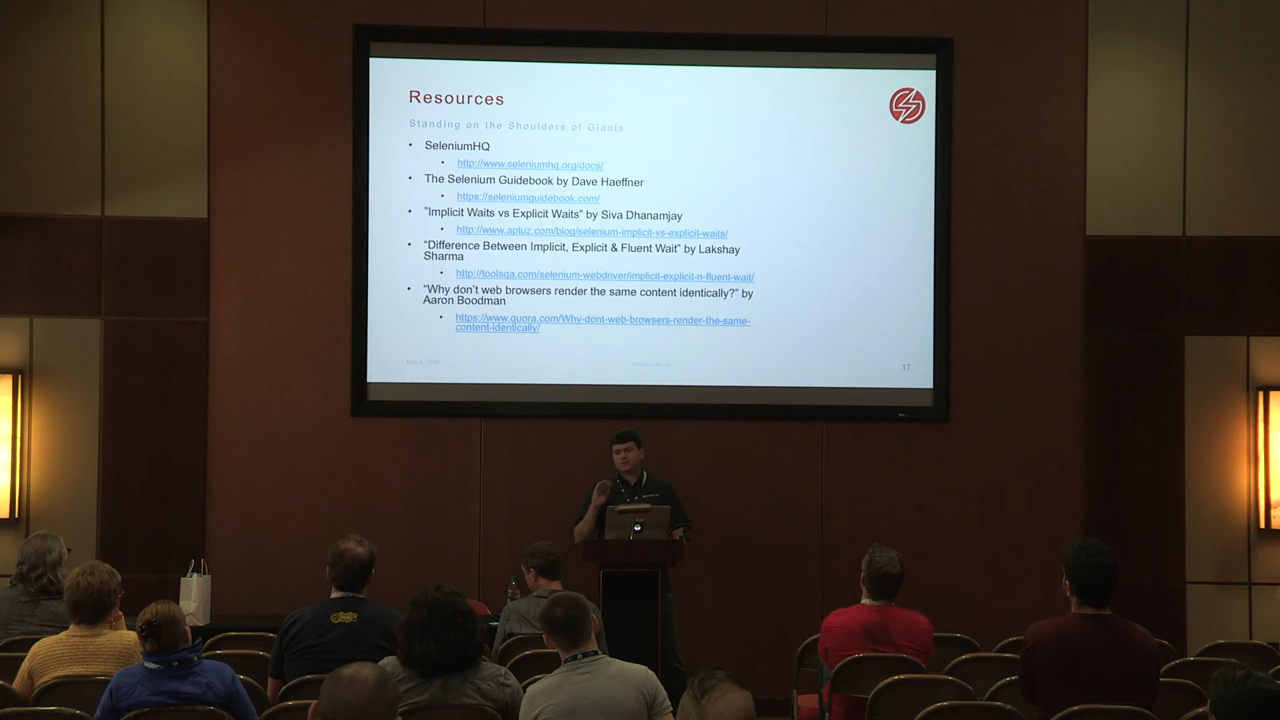 Resources
Standing on the Shoulders of Giants
• SeleniumHQ
• http://www.seleniumhq.org/docs/
• The Selenium Guidebook by Dave Haeffner
• https://seleniumguidebook.com/
• "Implicit Waits vs Explicit Waits" by Siva Dhanamjay
• http://www.aptuz.com/blog/selenium-implicit-vs-explicit-waits/
• “Difference Between Implicit, Explicit & Fluent Wait” by Lakshay
Sharma
• http://toolsqa.com/selenium-webdriver/implicit-explicit-n-fluent-wait/
• “Why don’t web browsers render the same content identically?” by
Aaron Boodman
• https://www.quora.com/Why-dont-web-browsers-render-the-same-
content-identically/
17